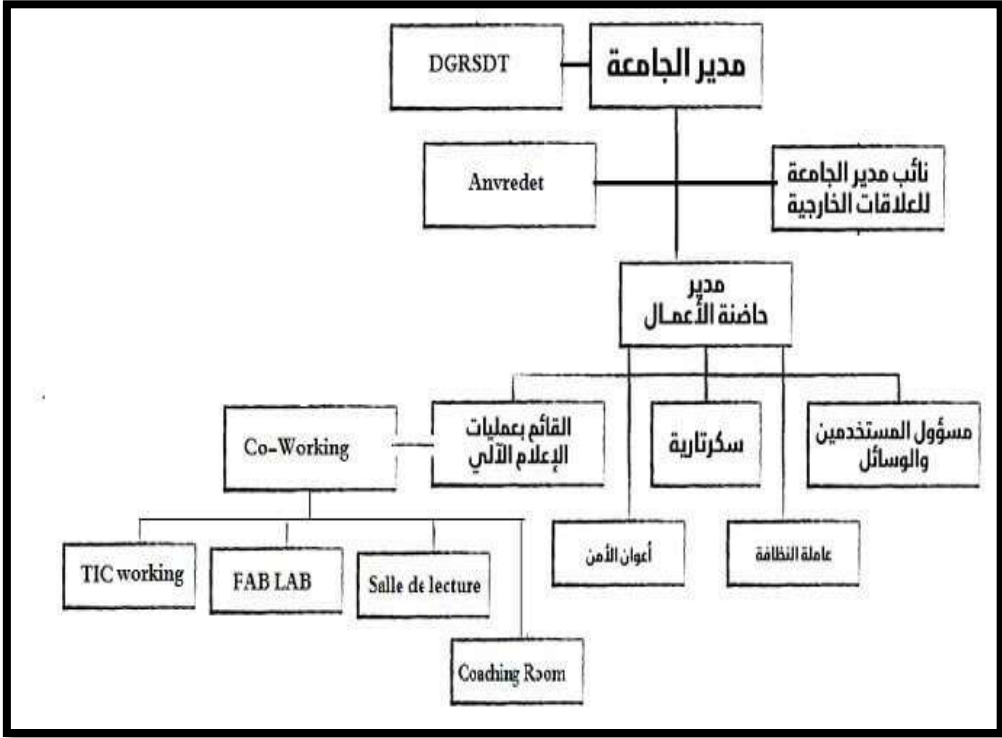 DGRSDT
مدير الجامعة
Anvredet
نائب مدير الجامعة
للعلاقات الخارجية
مدير
حاضنة الأعمـال
Co-Working
القائم بعمليات
الإعلام الآلي
سكرتارية
مسؤول المستخدمين
والوسائل
أعوان الأمن
عاملة النظافة
TIC working
FAB LAB
Salle de lecture
Coaching Room